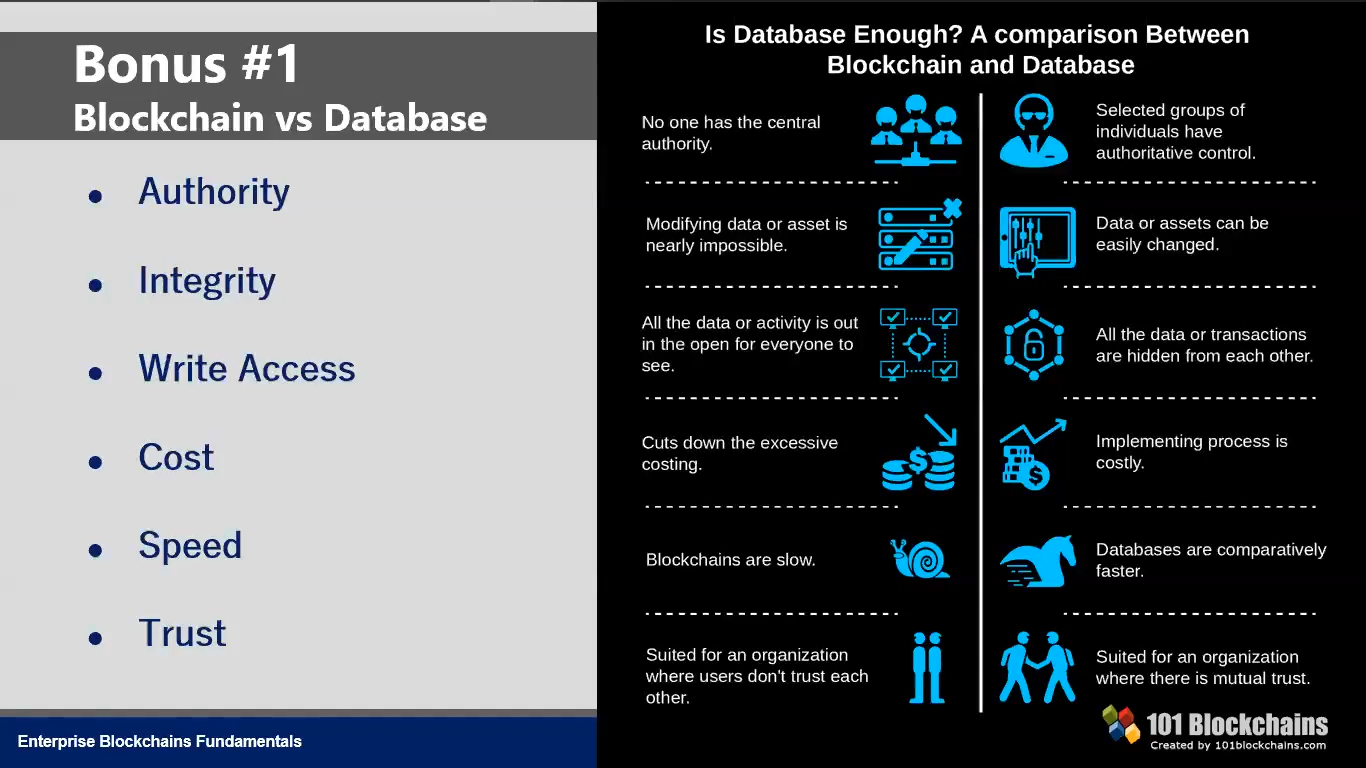 Bonus #1
Blockchain vs Database
• Authority
• Integrity
• Write Access
• Cost
• Speed
• Trust
Enterprise Blockchains Fundamentals
Is Database Enough? A comparison Between
Blockchain and Database
No one has the central
authority.
Selected groups of
individuals have
authoritative control.
Modifying data or asset is
nearly impossible.
Data or assets can be
easily changed.
All the data or activity is out
in the open for everyone to
see.
All the data or transactions
are hidden from each other.
Cuts down the excessive
costing.
Implementing process is
costly.
Blockchains are slow.
Databases are comparatively
faster.
Suited for an organization
where users don't trust each
other.
Suited for an organization
where there is mutual trust.
101 Blockchains
Created by 101blockchains.com